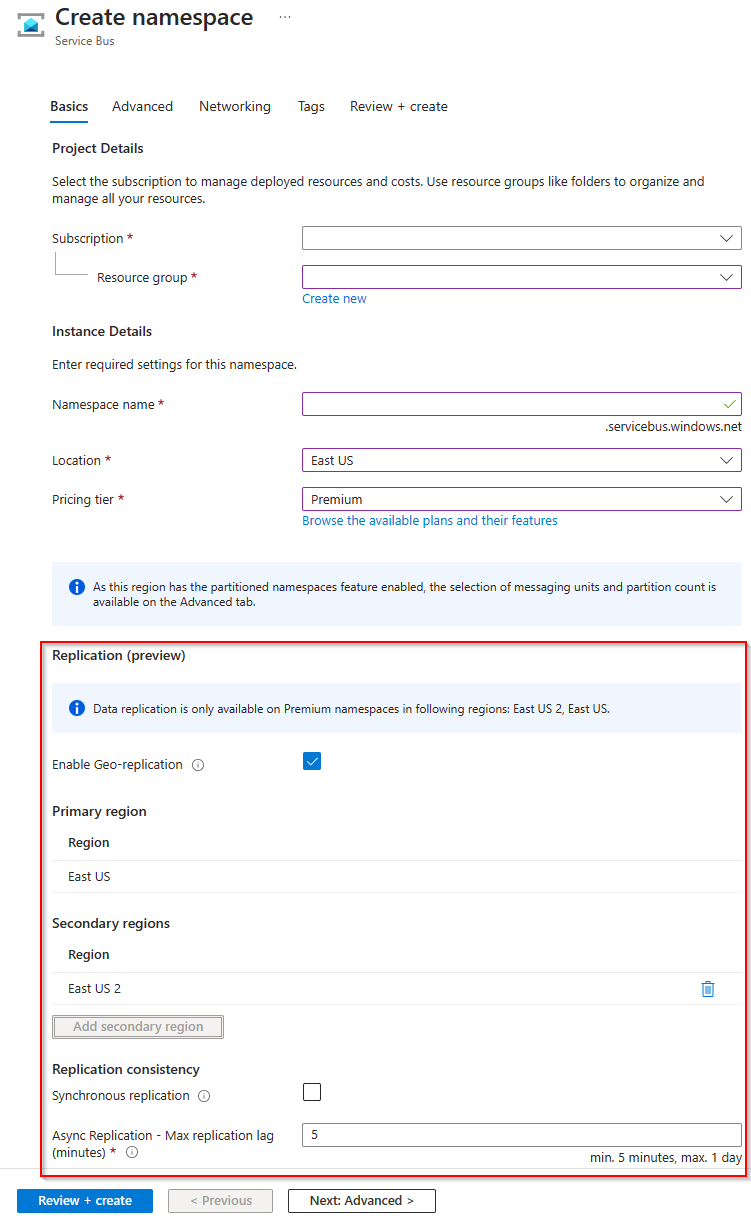 Create namespace ...
Service Bus
Basics Advanced Networking Tags Review + create
Project Details
Select the subscription to manage deployed resources and costs. Use resource groups like folders to organize and
manage all your resources.
Subscription *
Resource group *
Create new
Instance Details
Enter required settings for this namespace.
Namespace name *
.servicebus.windows.net
Location * East US
Pricing tier * Premium
Browse the available plans and their features
As this region has the partitioned namespaces feature enabled, the selection of messaging units and partition count is
available on the Advanced tab.
Replication (preview)
Data replication is only available on Premium namespaces in following regions: East US 2, East US.
Enable Geo-replication
Primary region
Region
East US
Secondary regions
Region
East US 2
Add secondary region
Replication consistency
Synchronous replication
Async Replication - Max replication lag
(minutes) *
5
min. 5 minutes, max. 1 day
Review + create < Previous Next: Advanced >